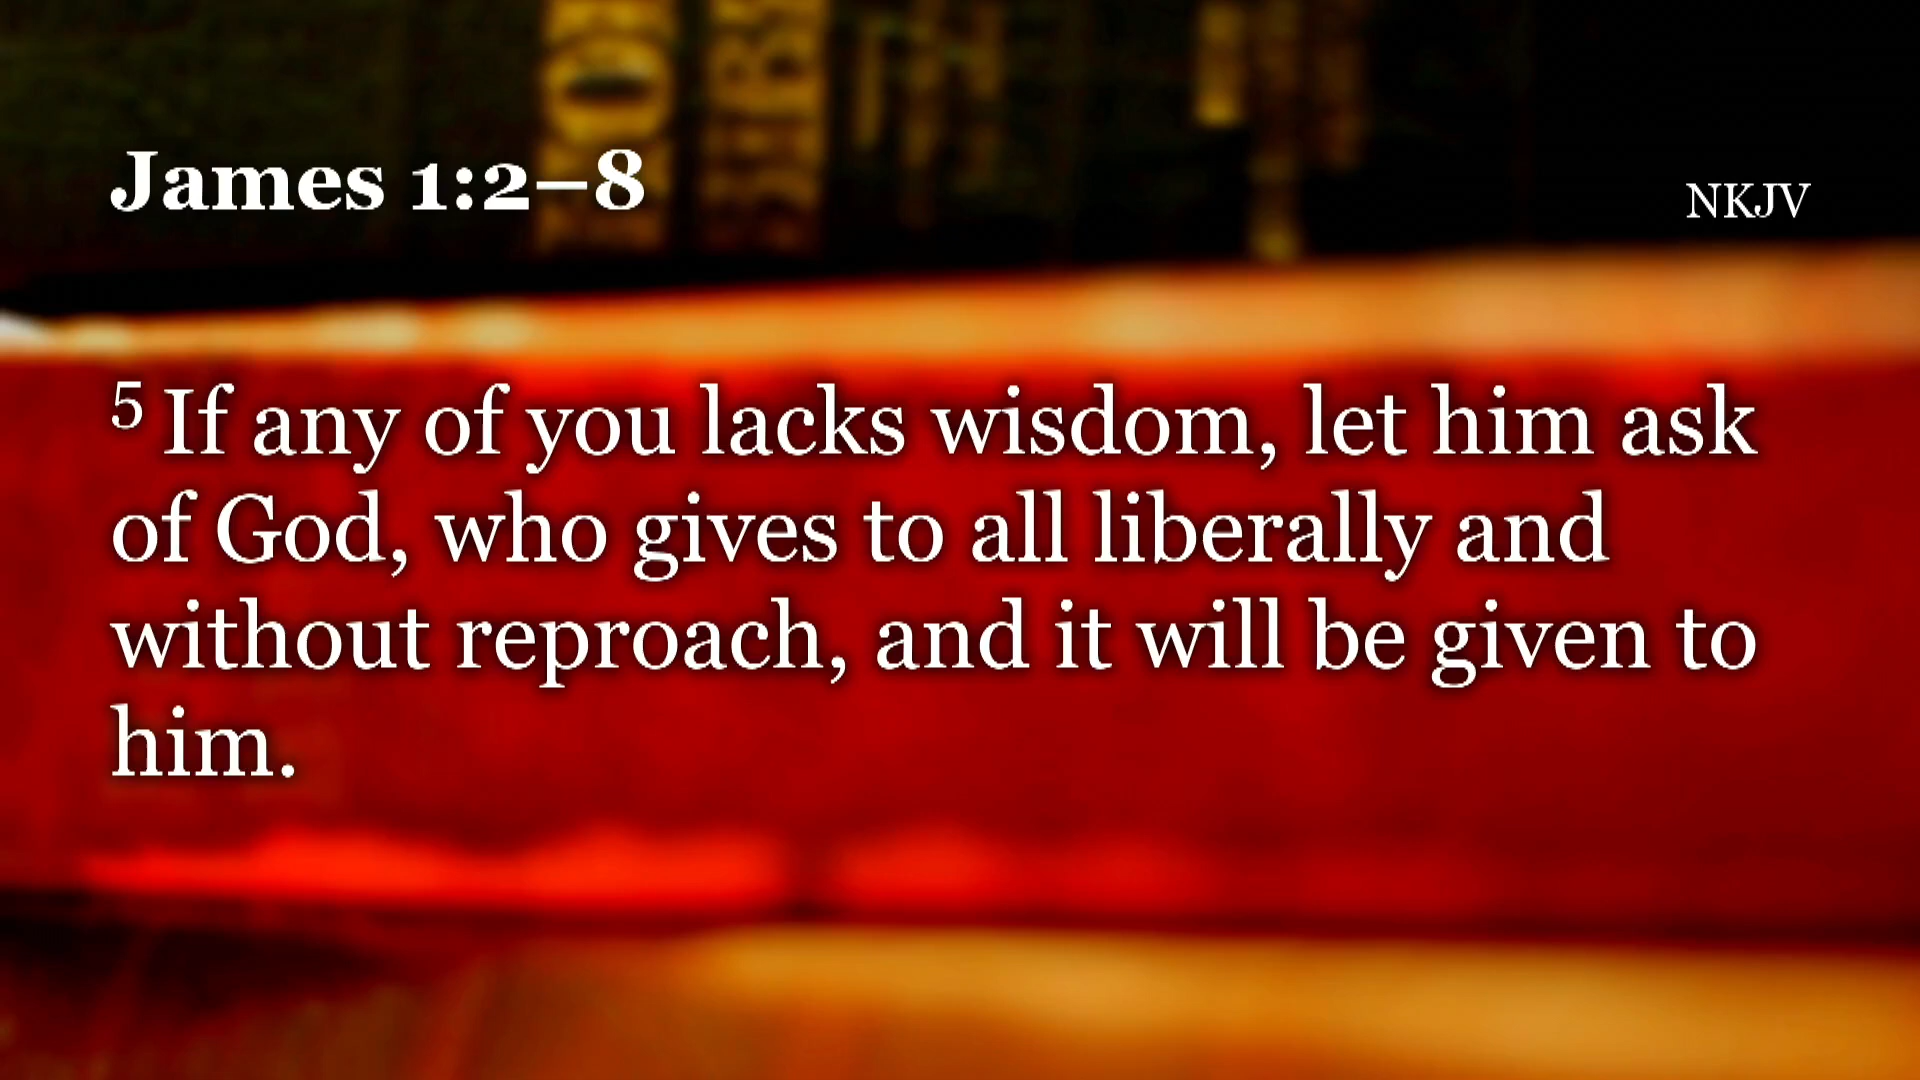 James 1:2–8
NKJV
5 If any of you lacks wisdom, let him ask
of God, who gives to all liberally and
without reproach, and it will be given to
him.